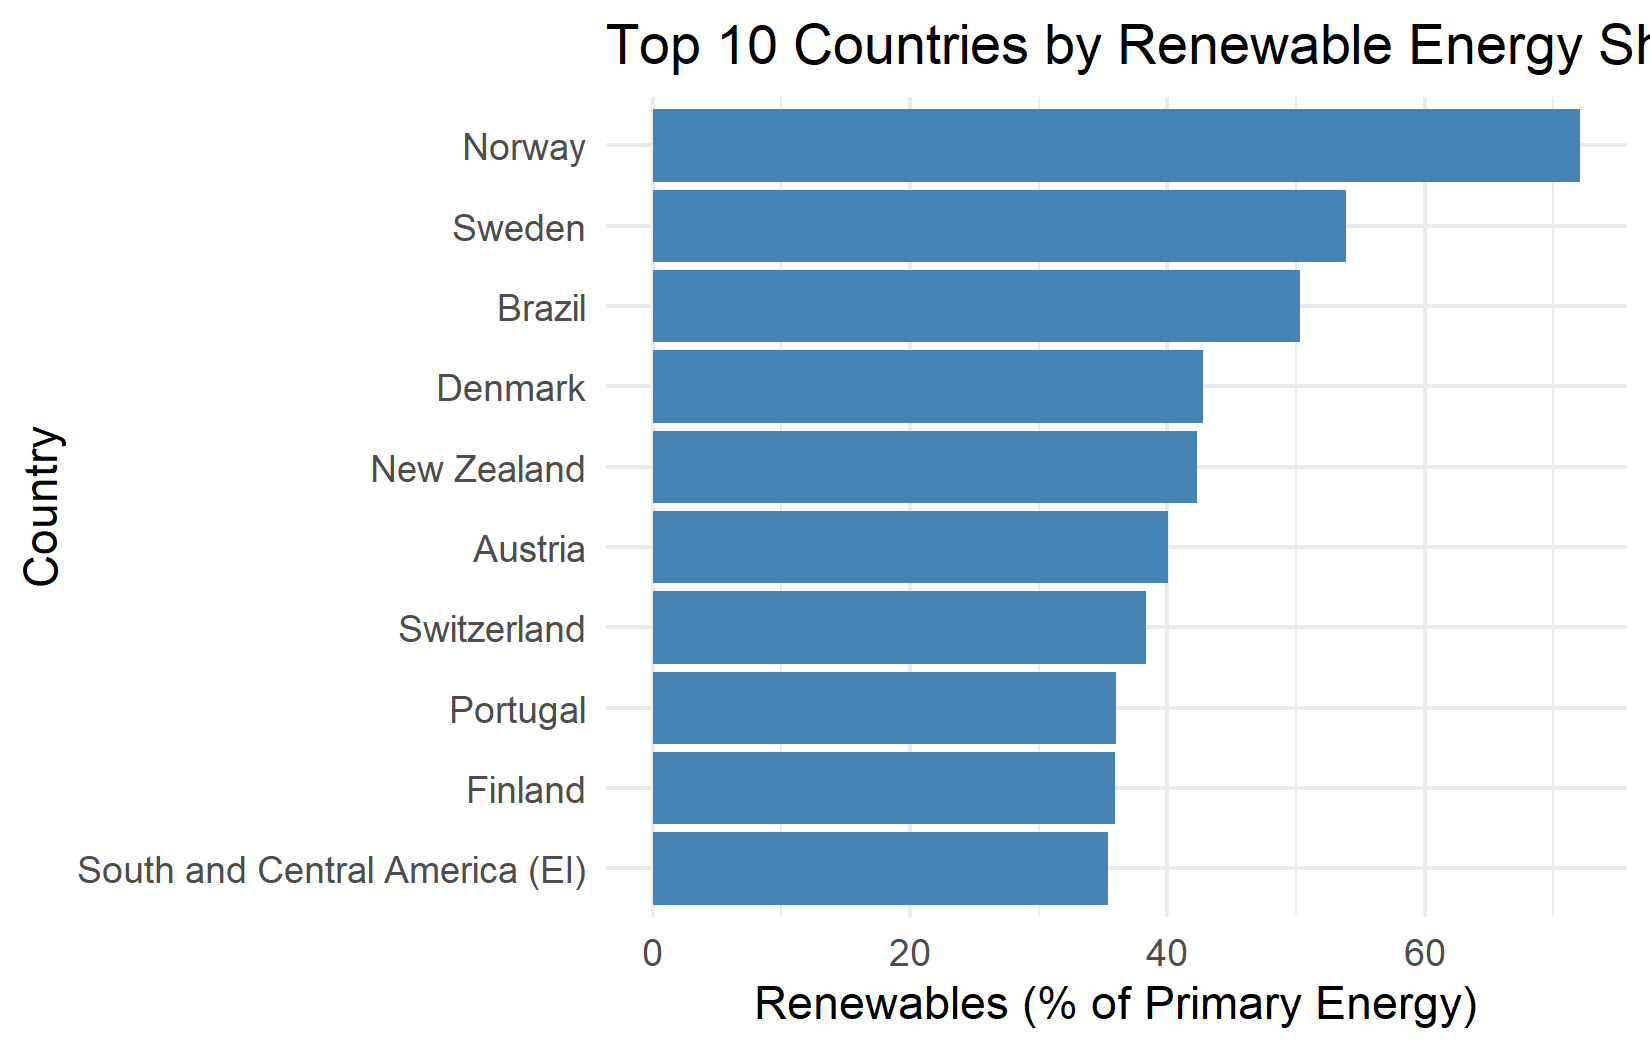 Top 10 Countries by Renewable Energy Sh
Norway
Sweden
Brazil
Denmark
New Zealand
Austria
Switzerland
Portugal
Finland
South and Central America (EI)
Country
0 20 40 60
Renewables (% of Primary Energy)